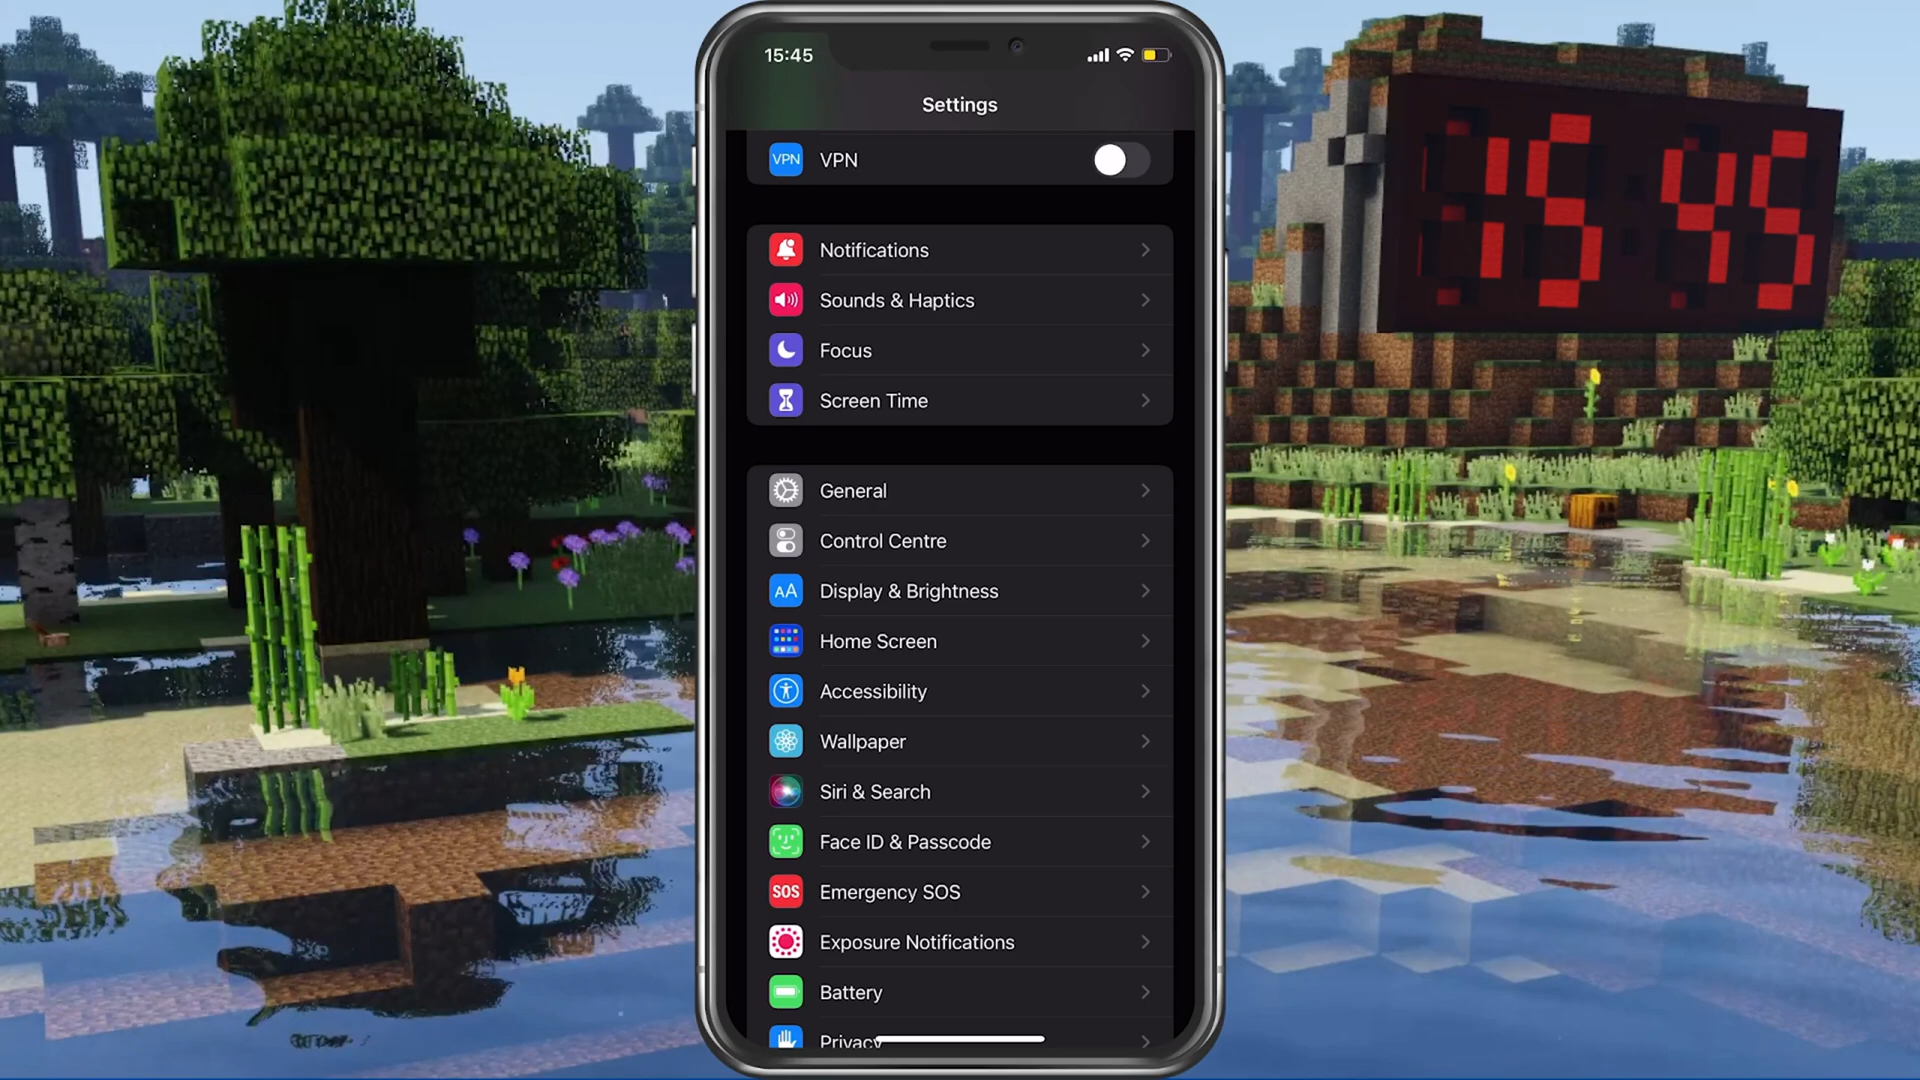 15:45
Settings
VPN VPN
Notifications
Sounds & Haptics
Focus
Screen Time
General
Control Centre
AA Display & Brightness
Home Screen
Accessibility
Wallpaper
Siri & Search
Face ID & Passcode
SOS Emergency SOS
Exposure Notifications
Battery
Privacy
15:45